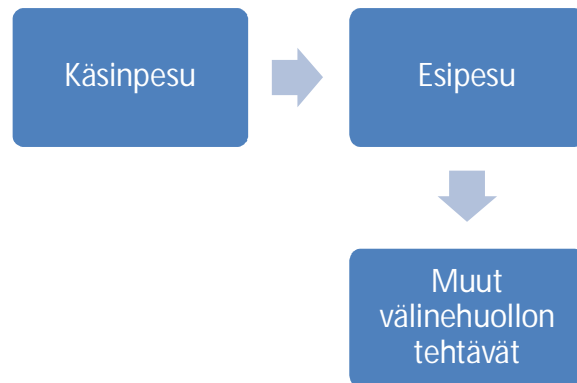 Käsinpesu
Esipesu
Muut
välinehuollon
tehtävät